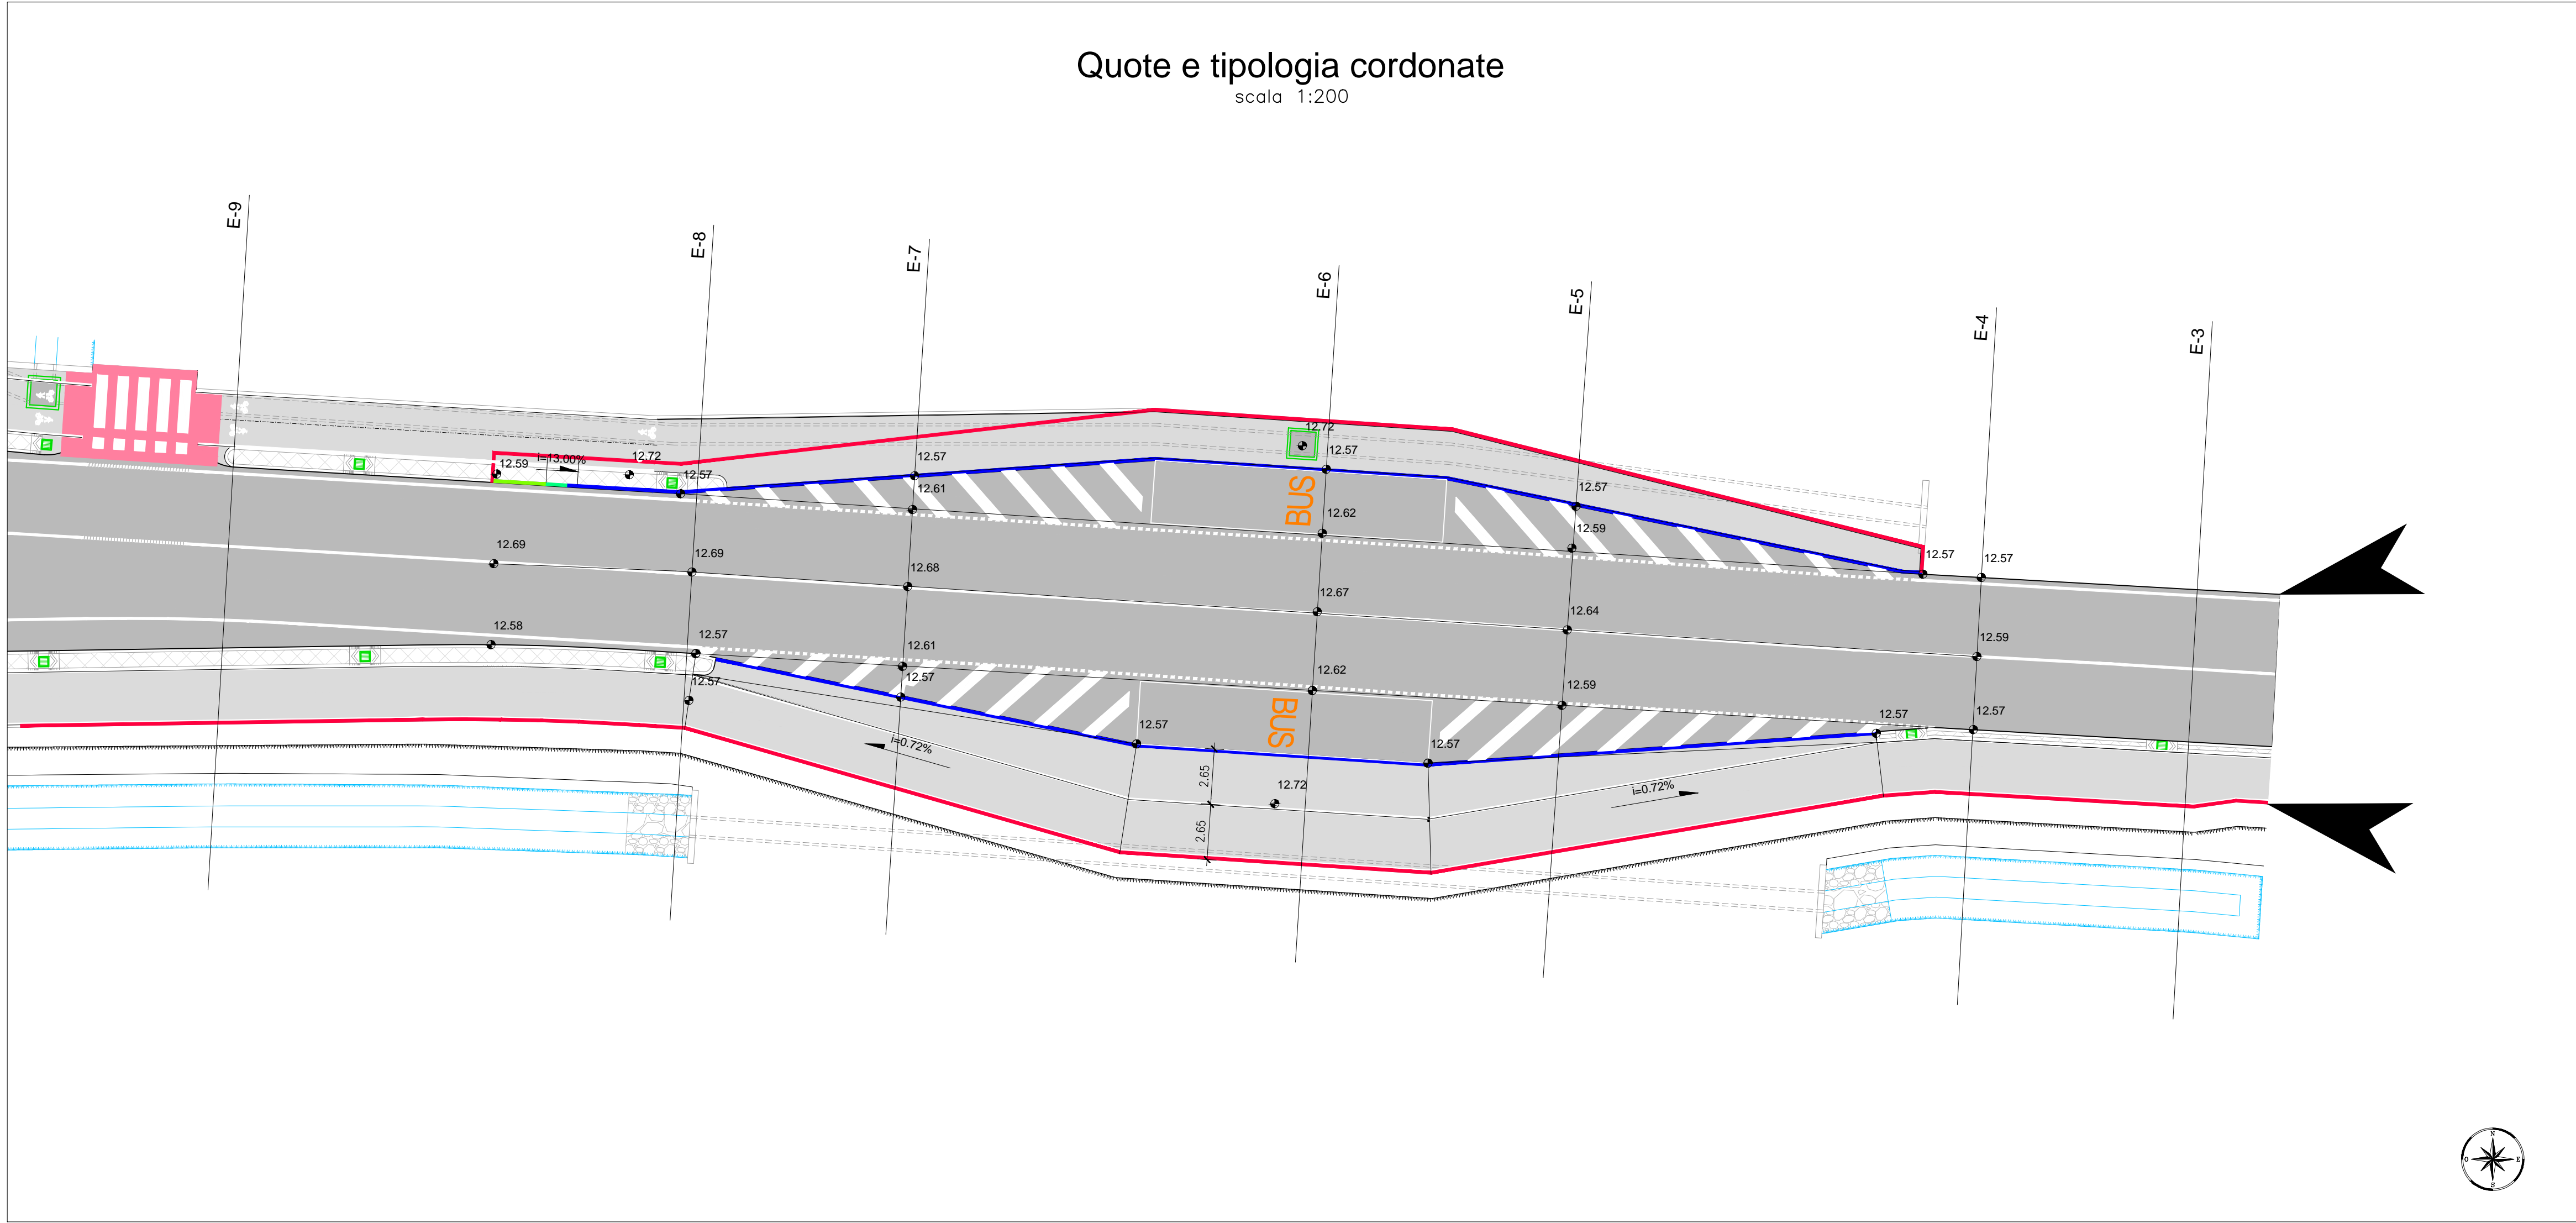 Quote e tipologia cordonate
scala 1:200
E-9
E-8
E-7
E-6
E-5
E-4
E-3
12.59
i=13.00%
12.72
12.57
12.57
12.61
12.72
12.57
12.62
BUS
12.57
12.59
12.57
12.57
12.69
12.69
12.68
12.67
12.64
12.59
12.58
12.57
12.61
12.62
12.59
12.57
12.57
12.57
12.57
BUS
12.57
12.57
i=0.72%
2.65
12.72
i=0.72%
2.65
N
O
E
S